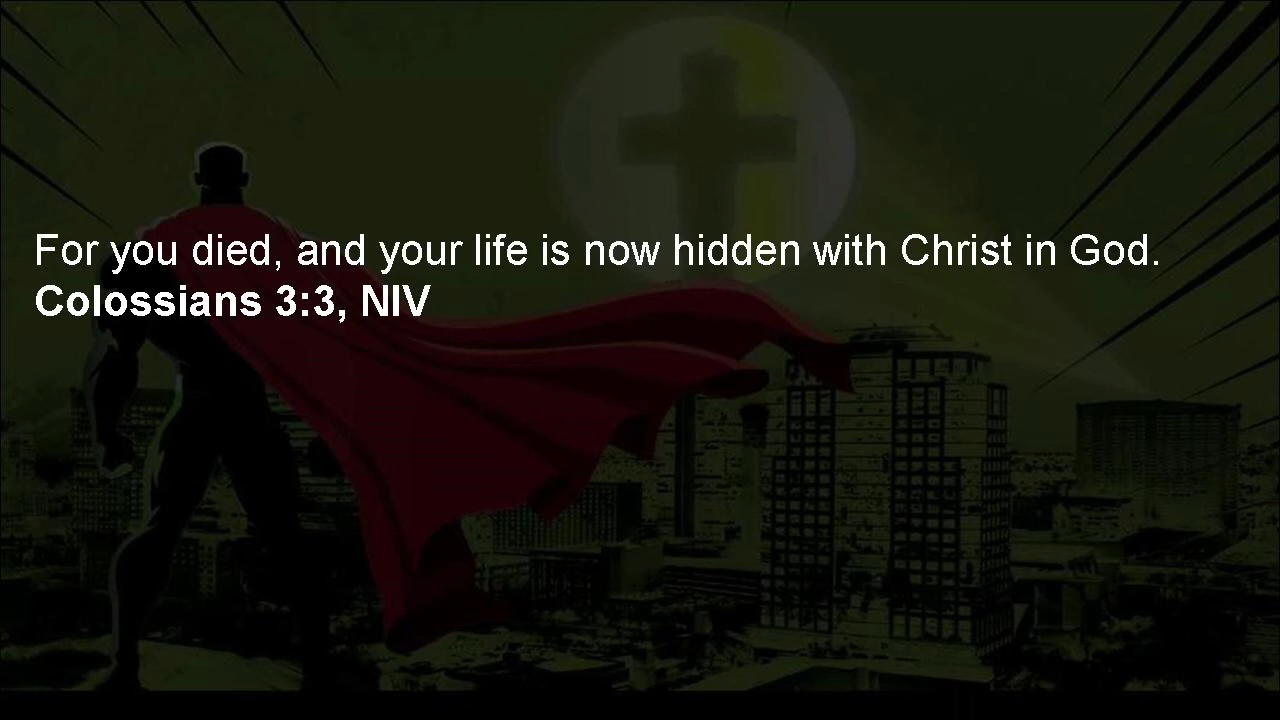 For you died, and your life is now hidden with Christ in God.
Colossians 3:3, NIV